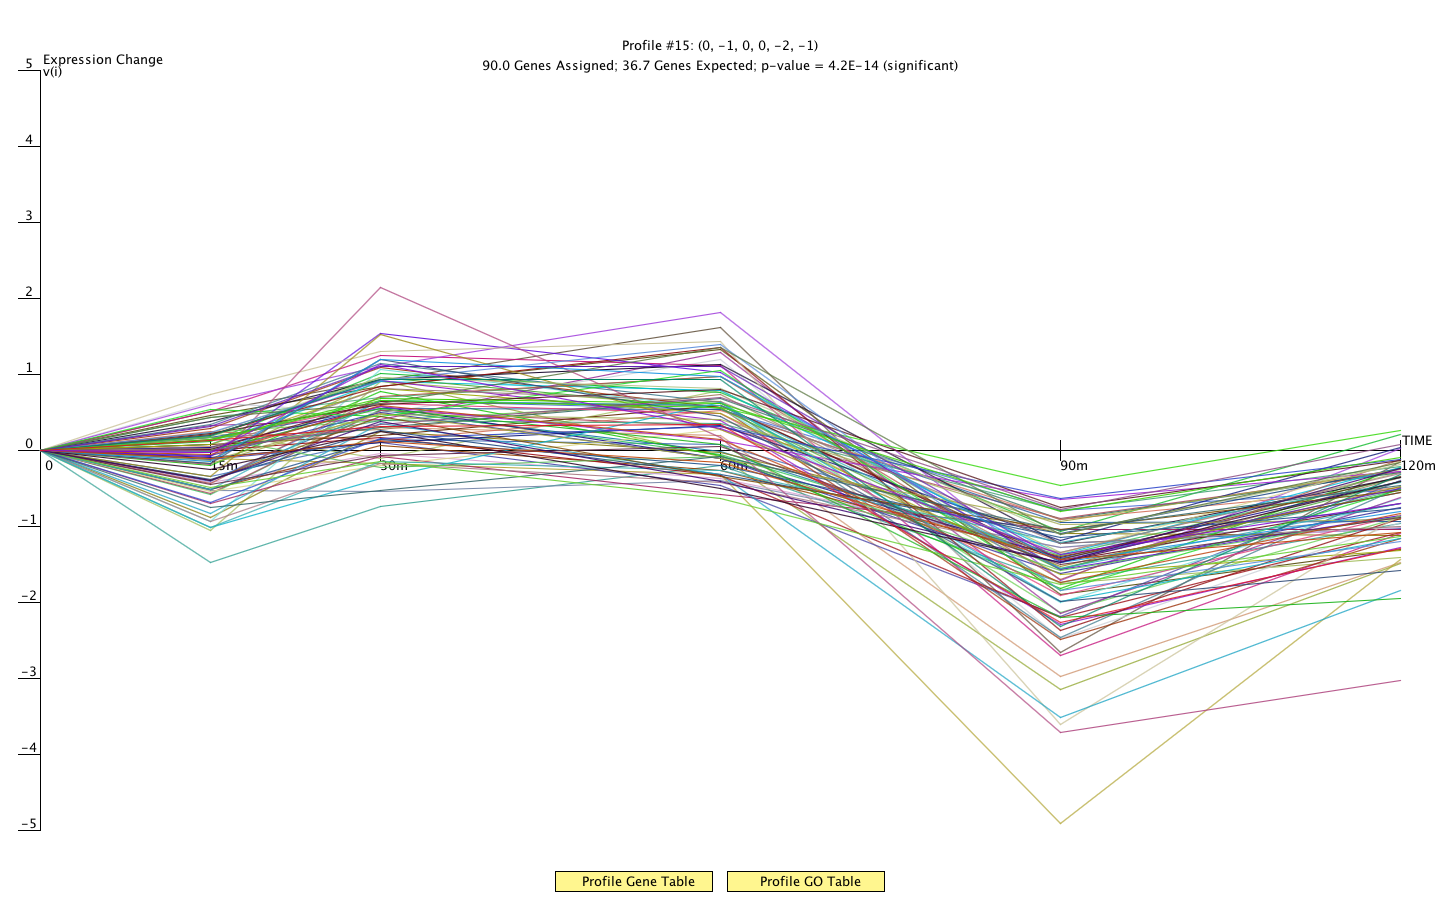 Profile #15: (0, -1, 0, 0, -2, -1)
90.0 Genes Assigned; 36.7 Genes Expected; p-value = 4.2E-14 (significant)
Expression Change
v(i)
5
4
3
2
1
0
-1
-2
-3
-4
-5
TIME
0
15m
30m
60m
90m
120m
Profile Gene Table
Profile GO Table